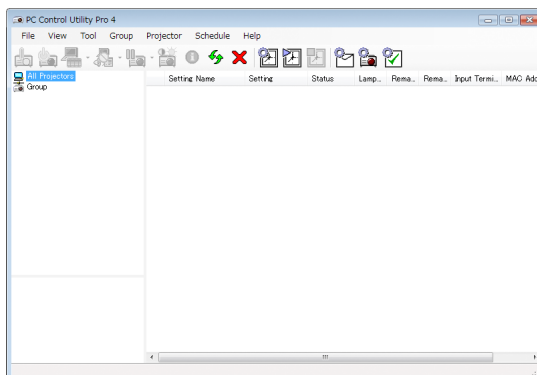 PC Control Utility Pro 4
File View Tool Group Projector Schedule Help
All Projectors
Group
Setting Name Setting Status Lamp... Rema... Rema... Input Termi... MAC Add